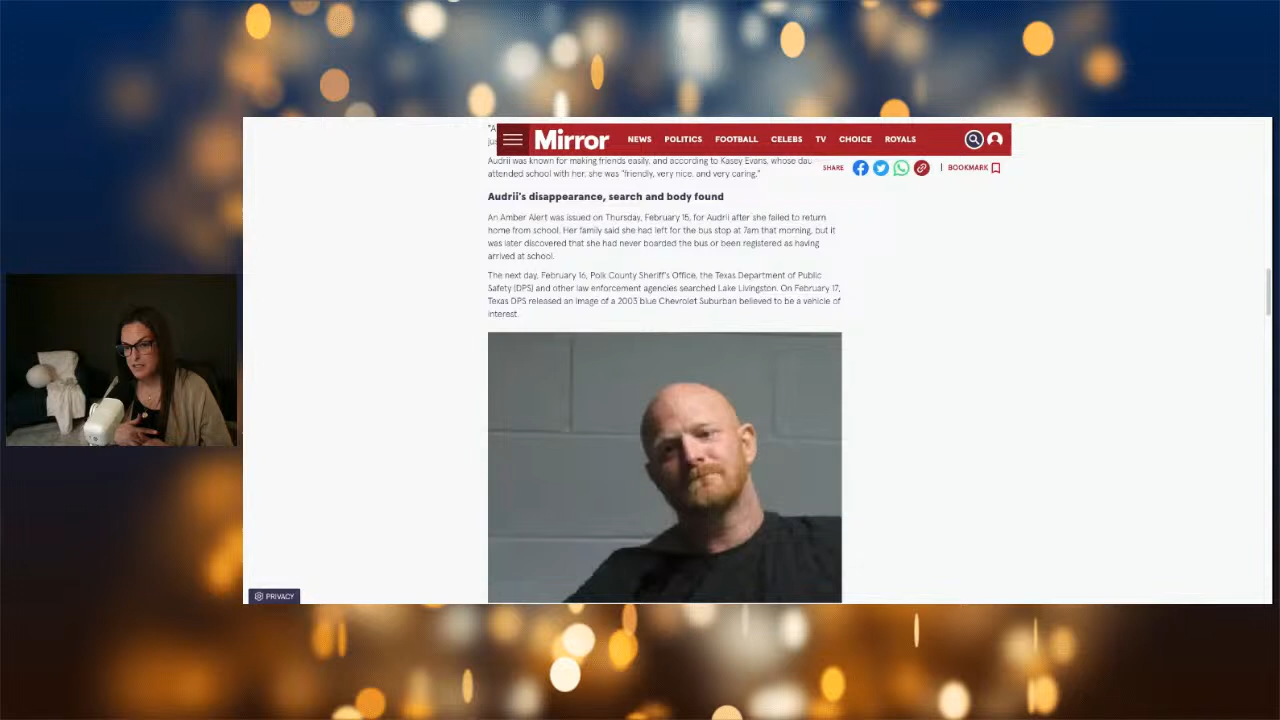 "A
Mirror
NEWS POLITICS FOOTBALL CELEBS TV CHOICE ROYALS
Audrii was known for making friends easily, and according to Kasey Evans, whose dau
SHARE | BOOKMARK
attended school with her, she was "friendly, very nice, and very caring."
Audrii's disappearance, search and body found
An Amber Alert was issued on Thursday, February 15, for Audrii after she failed to return
home from school. Her family said she had left for the bus stop at 7am that morning, but it
was later discovered that she had never boarded the bus or been registered as having
arrived at school.
The next day, February 16, Polk County Sheriff's Office, the Texas Department of Public
Safety (DPS) and other law enforcement agencies searched Lake Livingston. On February 17,
Texas DPS released an image of a 2003 blue Chevrolet Suburban believed to be a vehicle of
interest.
PRIVACY